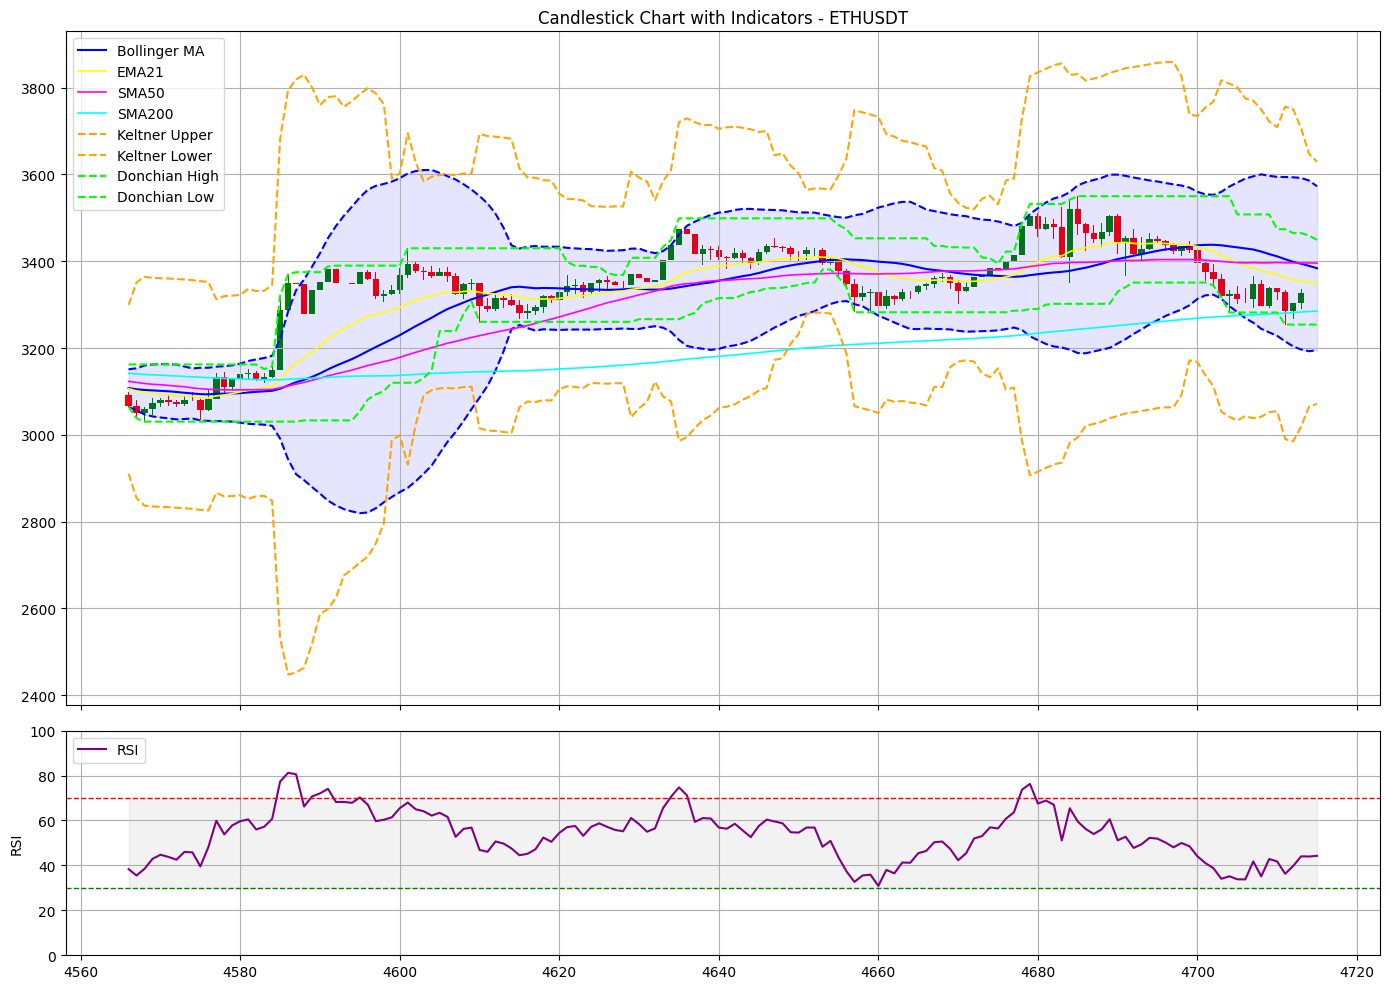 Candlestick Chart with Indicators - ETHUSDT
Bollinger MA
EMA21
SMA50
SMA200
Keltner Upper
Keltner Lower
Donchian High
Donchian Low
3800
3600
3400
3200
3000
2800
2600
2400
RSI
100
80
60
40
20
0
RSI
4560
4580
4600
4620
4640
4660
4680
4700
4720